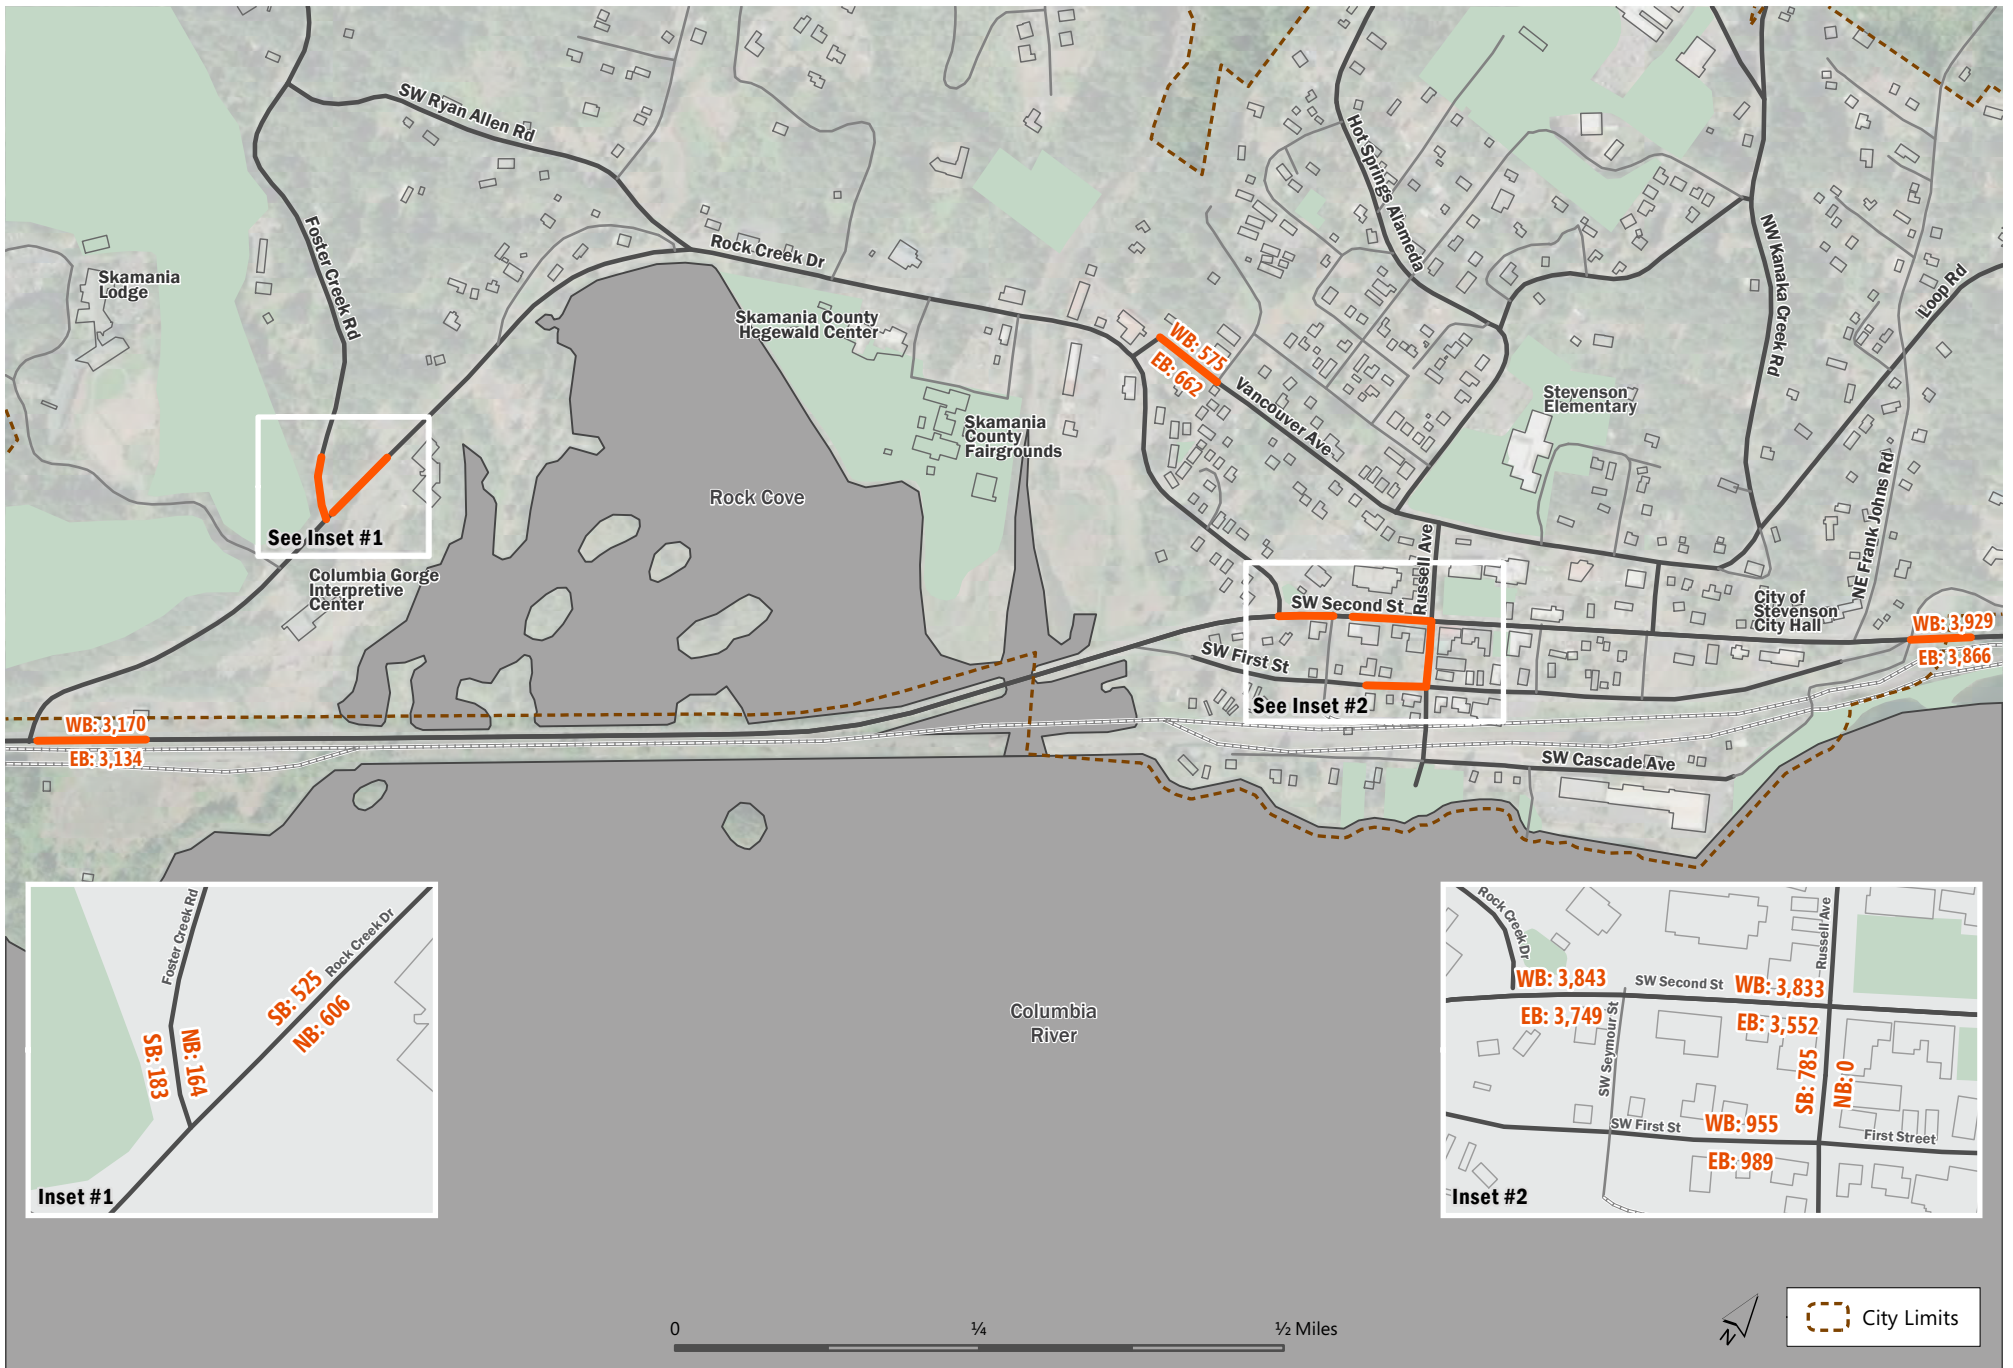 SW Ryan Allen Rd
Hot Springs Alameda
Foster Creek Rd
Rock Creek Dr
NW Kanaka Creek Rd
Loop Rd
Skamania
Lodge
Skamania County
Hegewald Center
WB: 575
EB: 662
Vancouver Ave
Stevenson
Elementary
Skamania
County
Fairgrounds
Rock Cove
See Inset #1
Columbia Gorge
Interpretive
Center
Russell Ave
NE Frank Johns Rd
SW Second St
City of
Stevenson
City Hall
WB: 3,929
EB: 3,866
SW First St
See Inset #2
WB: 3,170
EB: 3,134
SW Cascade Ave
Foster Creek Rd
Rock Creek Dr
SB: 525
NB: 606
SB: 183
NB: 164
Inset #1
Columbia
River
Rock Creek Dr
Russell Ave
WB: 3,843
SW Second St
WB: 3,833
EB: 3,749
EB: 3,552
SW Seymour St
SB: 785
NB: 0
SW First St
WB: 955
First Street
EB: 989
Inset #2
0
¼
½ Miles
N
City Limits